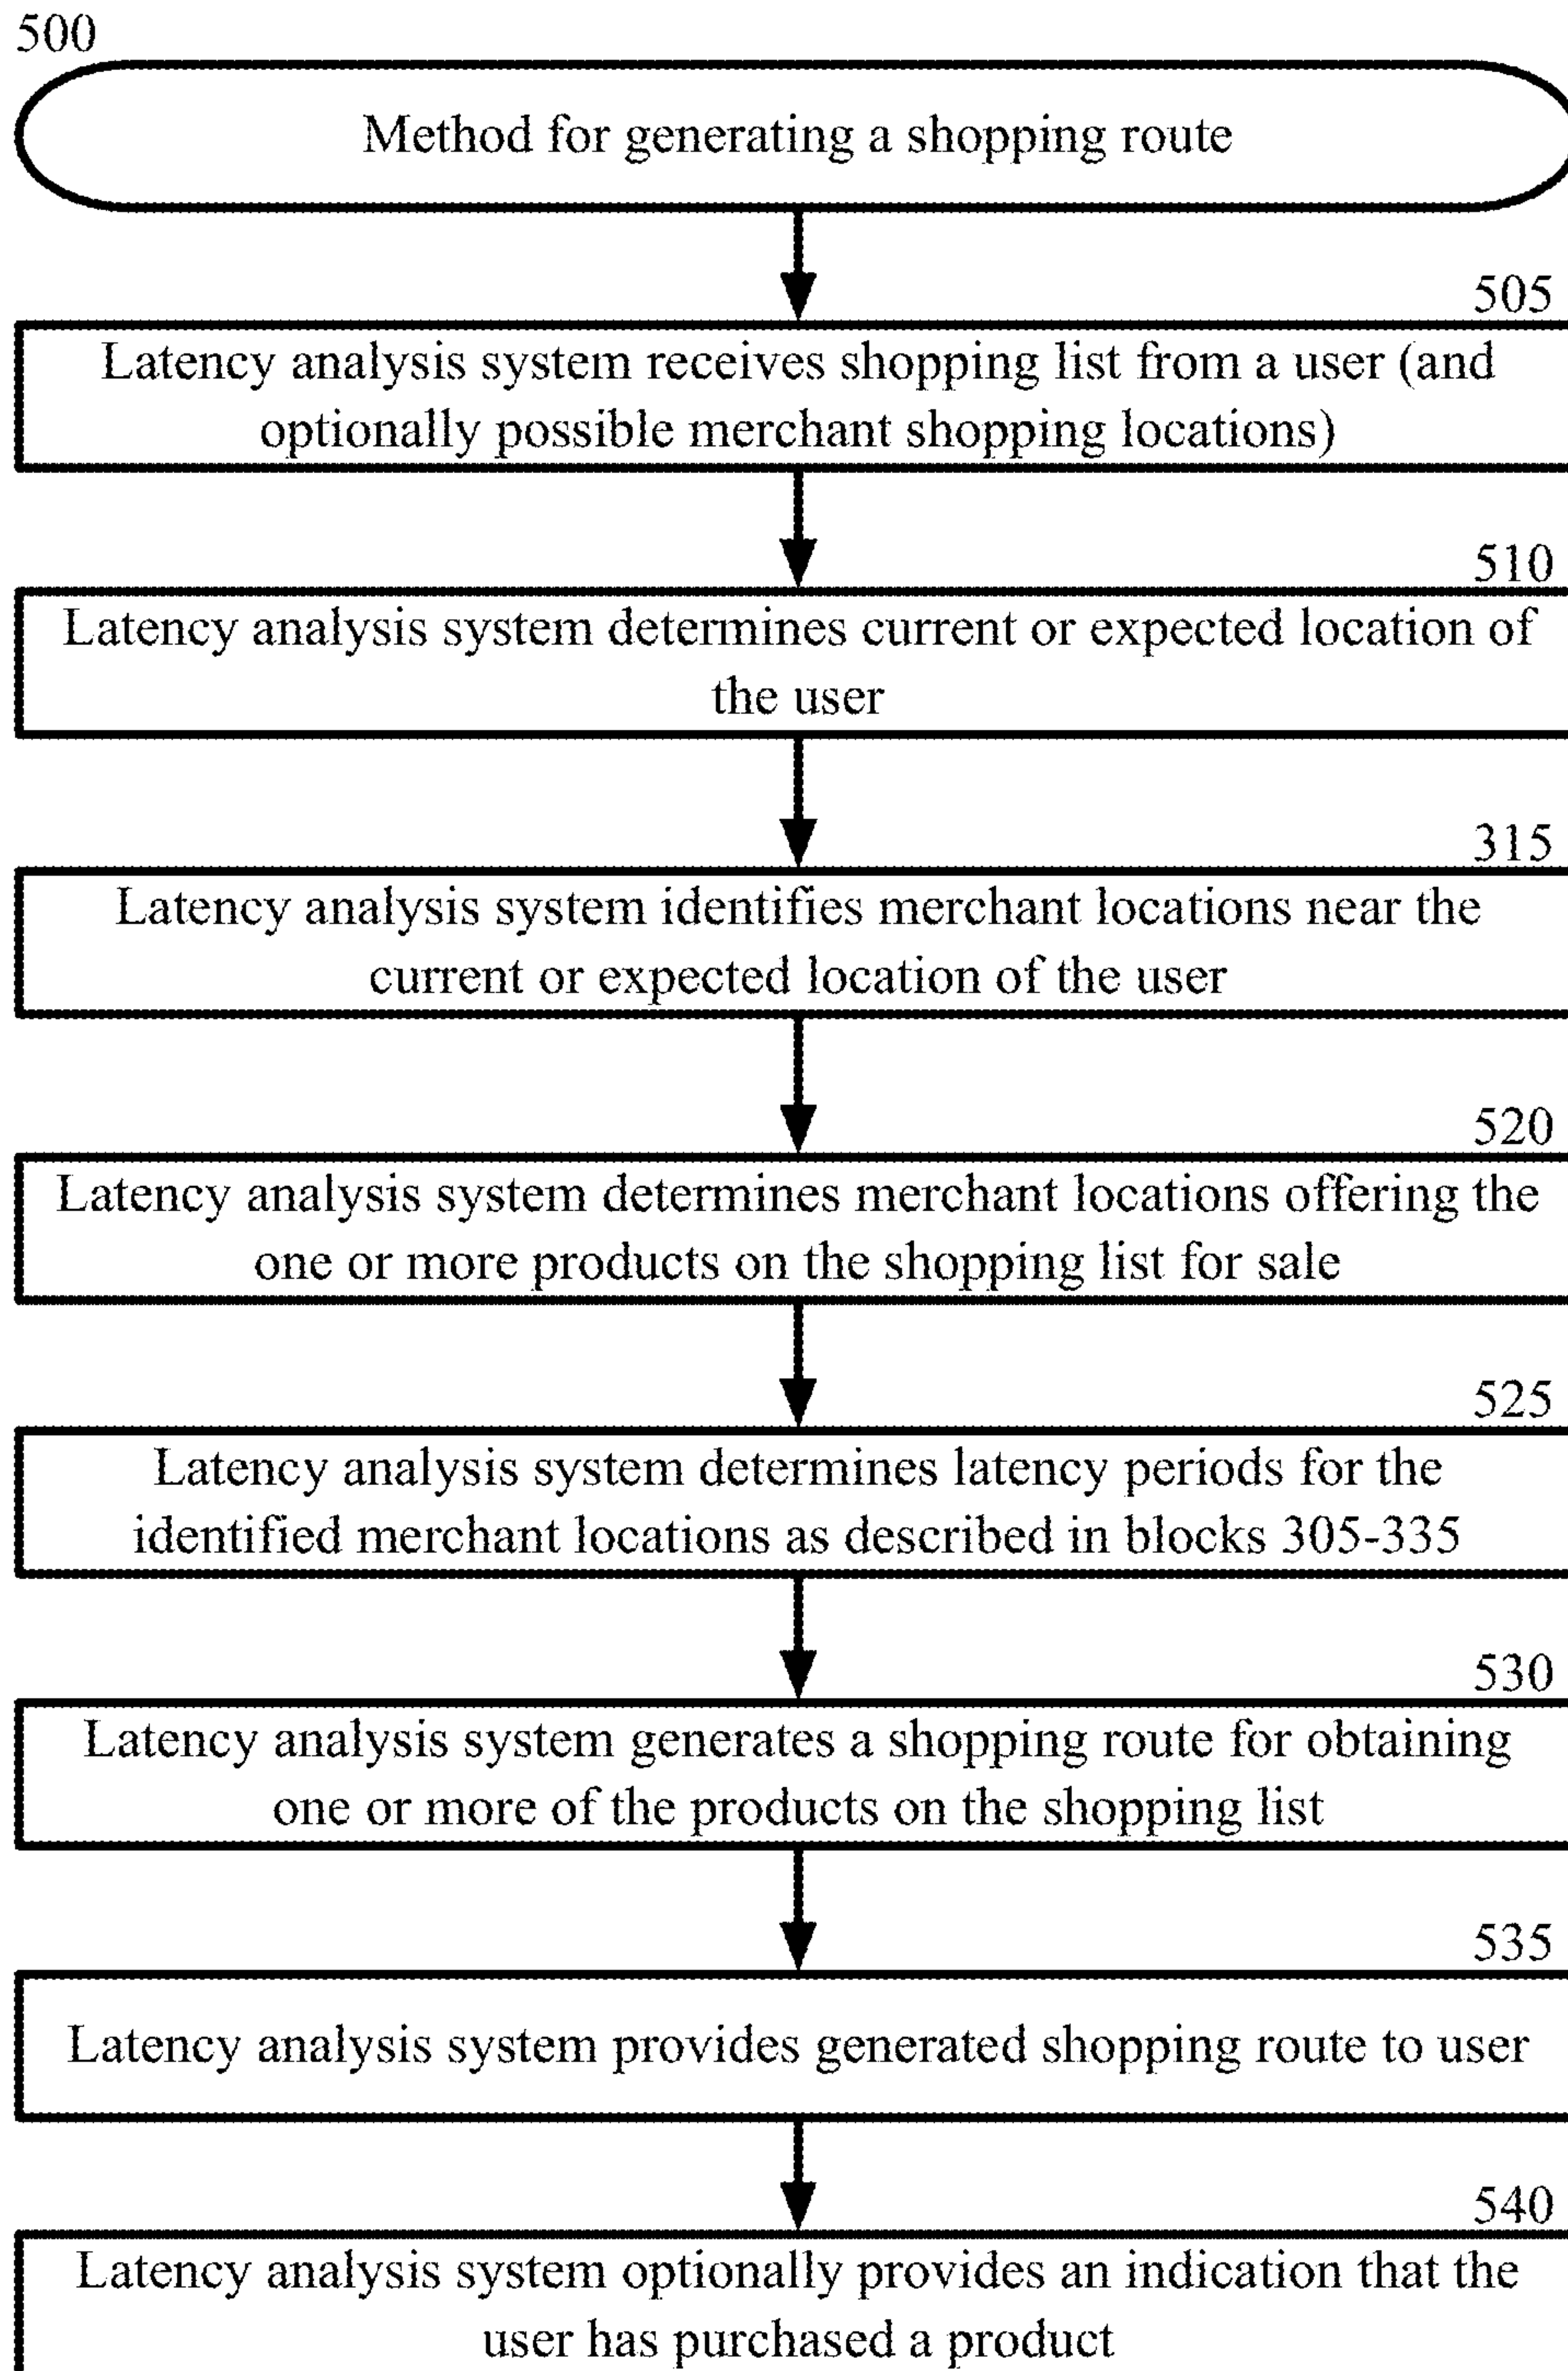 500
Method for generating a shopping route
505
Latency analysis system receives shopping list from a user (and
optionally possible merchant shopping locations)
510
Latency analysis system determines current or expected location of
the user
315
Latency analysis system identifies merchant locations near the
current or expected location of the user
520
Latency analysis system determines merchant locations offering the
one or more products on the shopping list for sale
525
Latency analysis system determines latency periods for the
identified merchant locations as described in blocks 305-335
530
Latency analysis system generates a shopping route for obtaining
one or more of the products on the shopping list
535
Latency analysis system provides generated shopping route to user
540
Latency analysis system optionally provides an indication that the
user has purchased a product